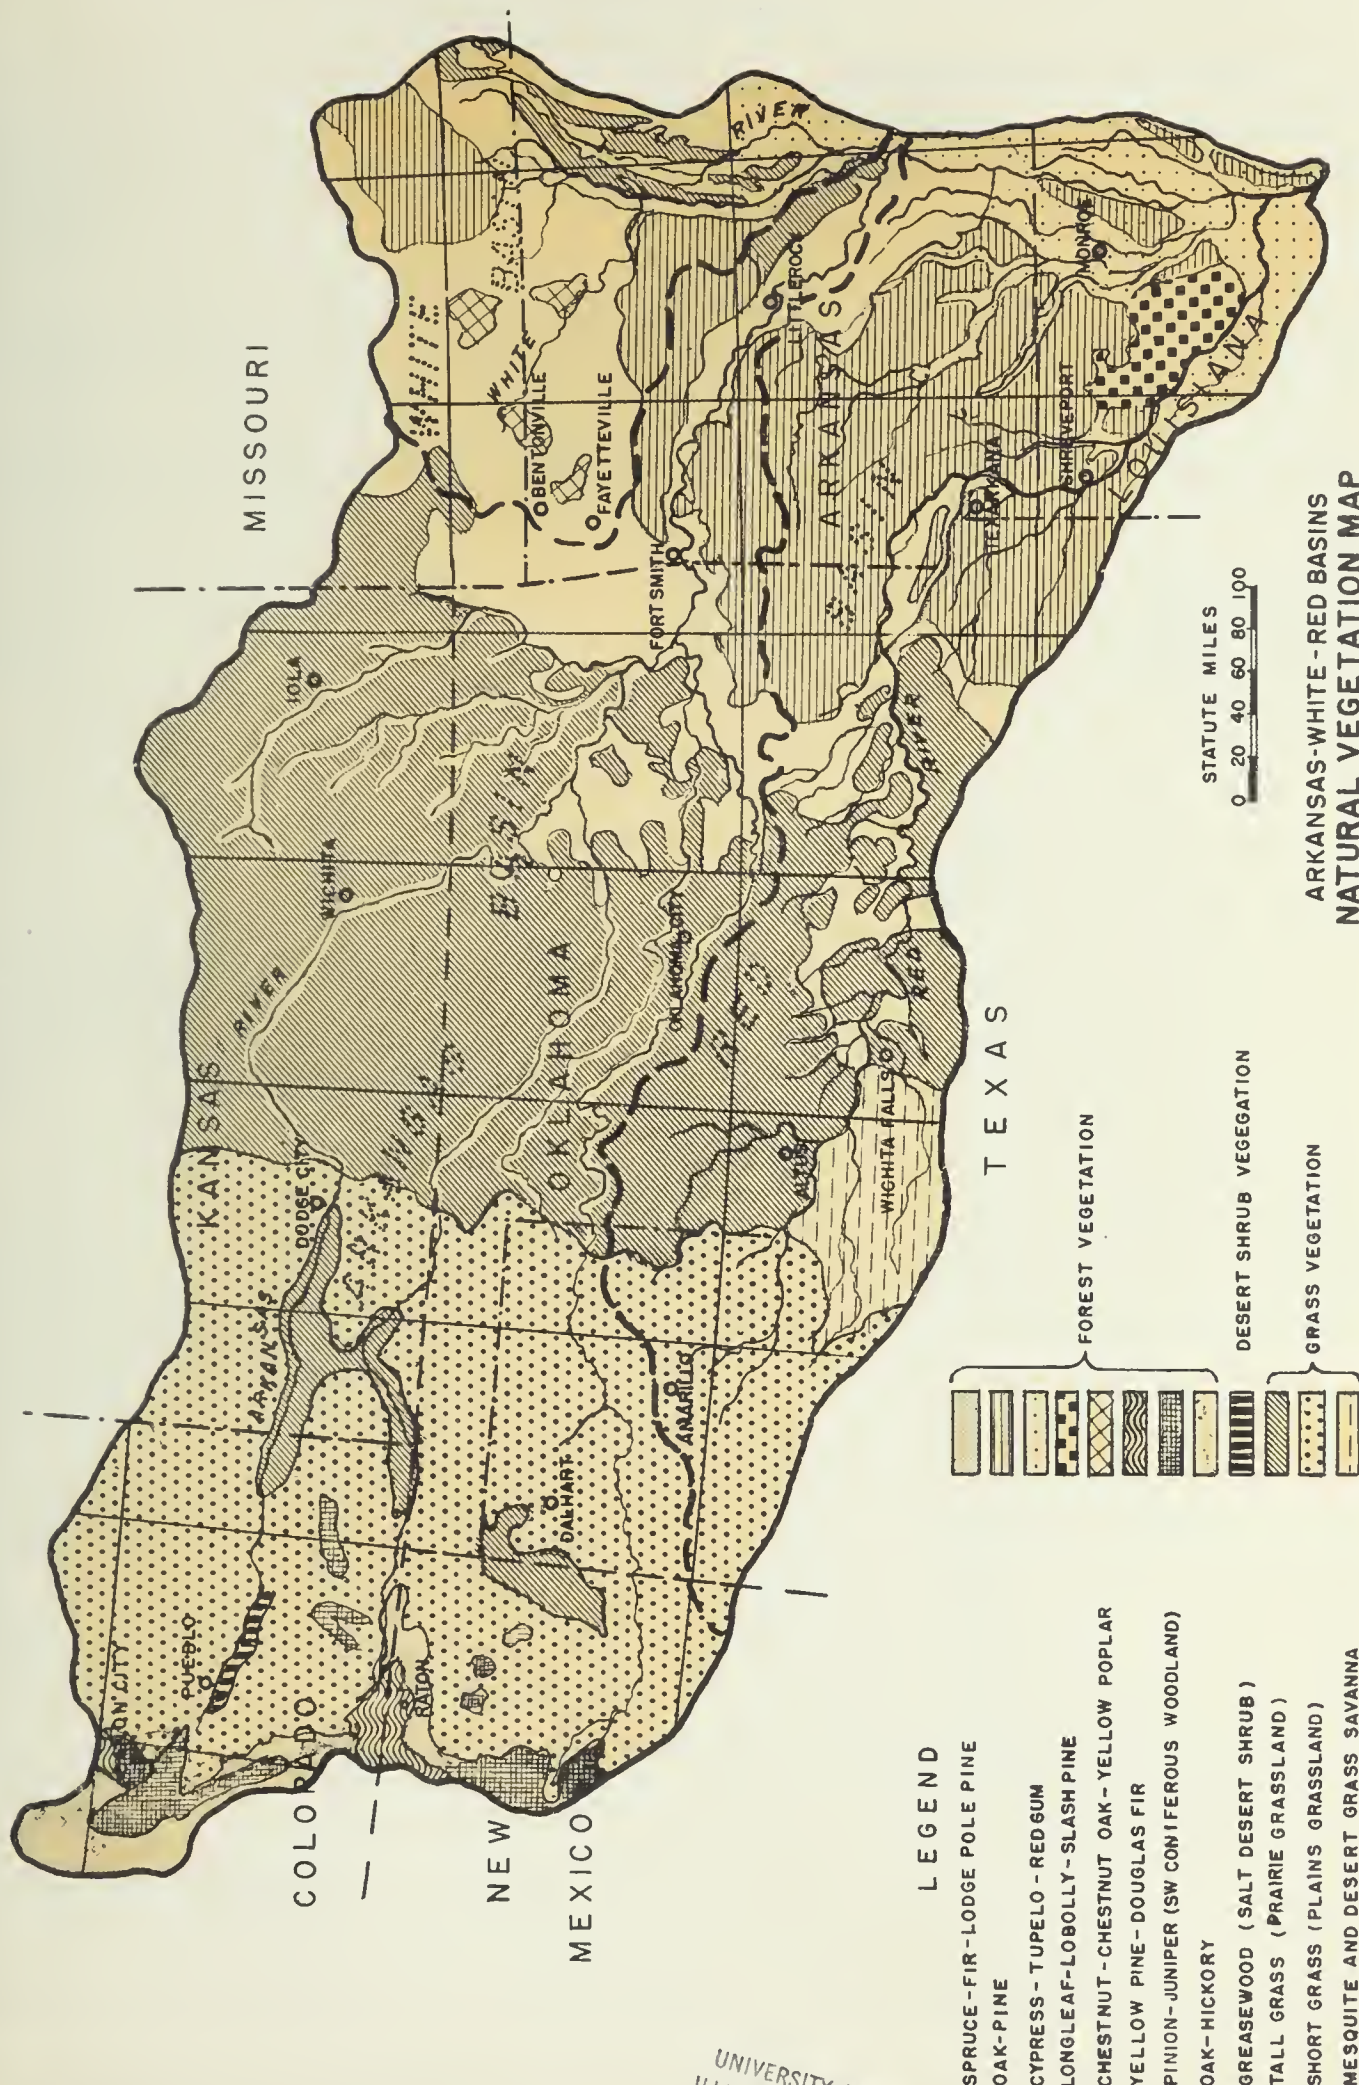 MISSOURI
KANSAS
COLORADO
NEW
MEXICO
OKLAHOMA
TEXAS
ARKANSAS
LOUISIANA
WHITE
BASIN
WHITE
RIVER
ARKANSAS
RIVER
ARKANSAS
BASIN
RED
BASIN
RED
RIVER
PUEBLO
RATON
DALHART
AMARILLO
DODGE CITY
WICHITA
IOLA
OKLAHOMA CITY
ALTUS
WICHITA FALLS
BENTONVILLE
FAYETTEVILLE
FORT SMITH
LITTLE ROCK
TEXARKANA
SHREVEPORT
MONROE
STATUTE MILES
0 20 40 60 80 100
ARKANSAS-WHITE-RED BASINS
NATURAL VEGETATION MAP
LEGEND
SPRUCE-FIR-LODGE POLE PINE
OAK-PINE
CYPRESS-TUPELO-RED GUM
LONGLEAF-LOBOLLY-SLASH PINE
CHESTNUT-CHESTNUT OAK-YELLOW POPLAR
YELLOW PINE-DOUGLAS FIR
PINION-JUNIPER (SW CONIFEROUS WOODLAND)
OAK-HICKORY
FOREST VEGETATION
GREASEWOOD (SALT DESERT SHRUB)
DESERT SHRUB VEGEGATION
TALL GRASS (PRAIRIE GRASSLAND)
SHORT GRASS (PLAINS GRASSLAND)
MESQUITE AND DESERT GRASS SAVANNA
GRASS VEGETATION
UNIVERSITY